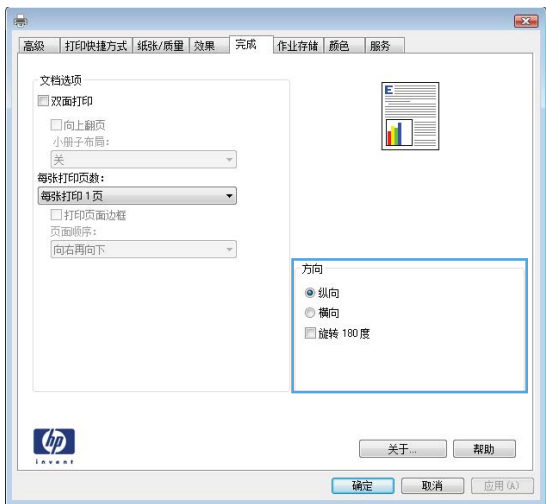 高级 打印快捷方式 纸张/质量 效果 完成 作业存储 颜色 服务
文档选项
双面打印
向上翻页
小册子布局:
关
每张打印页数:
每张打印 1 页
打印页面边框
页面顺序:
向右再向下
E
方向
纵向
横向
旋转 180 度
hp
invent
关于... 帮助
确定 取消 应用(A)